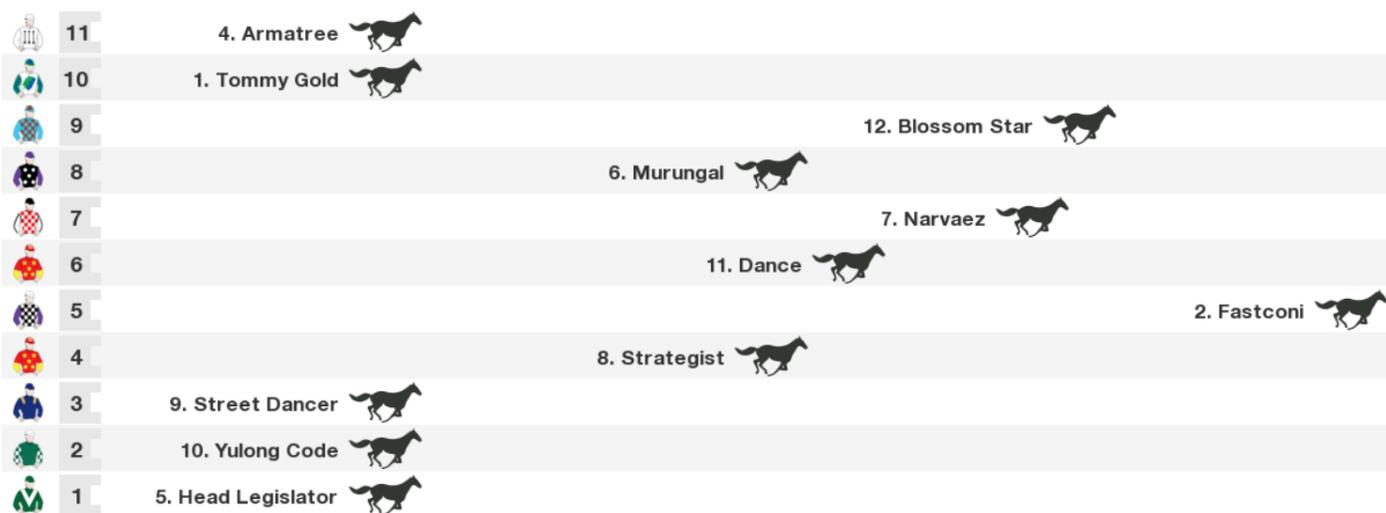 11 4. Armatree
10 1. Tommy Gold
9 12. Blossom Star
8 6. Murungal
7 7. Narvaez
6 11. Dance
5 2. Fastconi
4 8. Strategist
3 9. Street Dancer
2 10. Yulong Code
1 5. Head Legislator